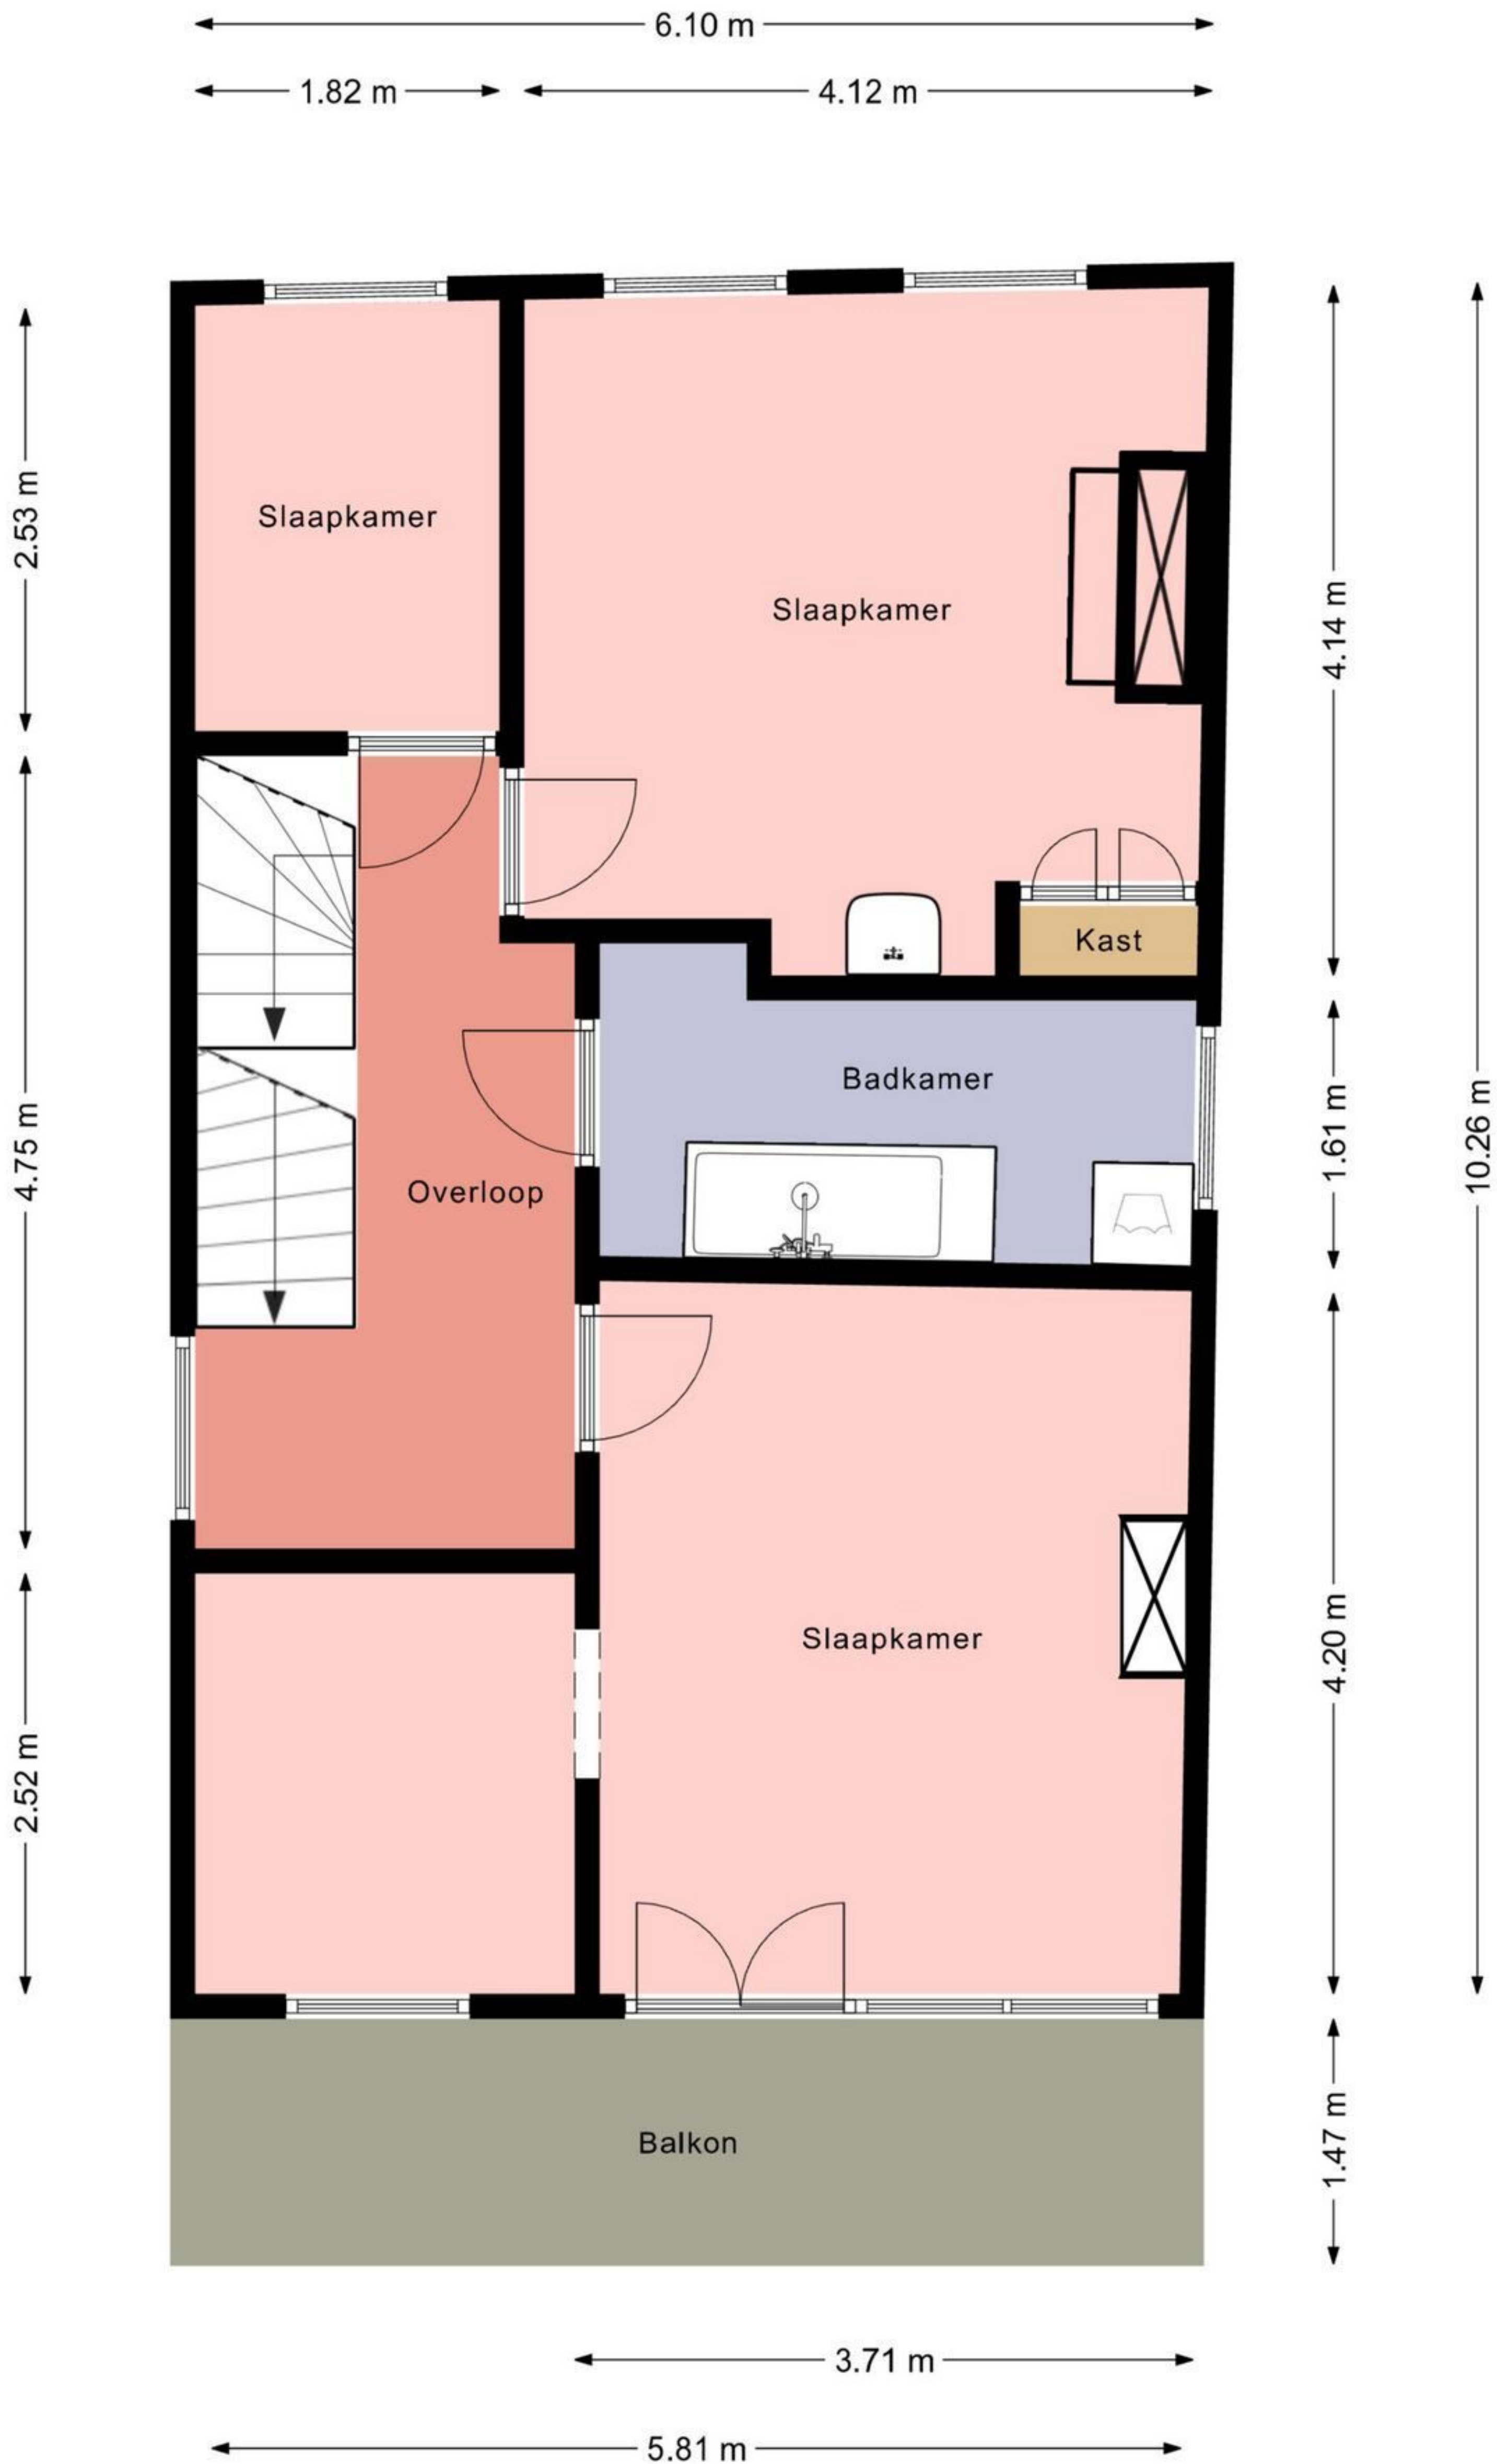 6.10 m
1.82 m
4.12 m
2.53 m
Slaapkamer
Slaapkamer
4.14 m
Kast
Badkamer
4.75 m
1.61 m
10.26 m
Overloop
Slaapkamer
4.20 m
2.52 m
Balkon
1.47 m
3.71 m
5.81 m